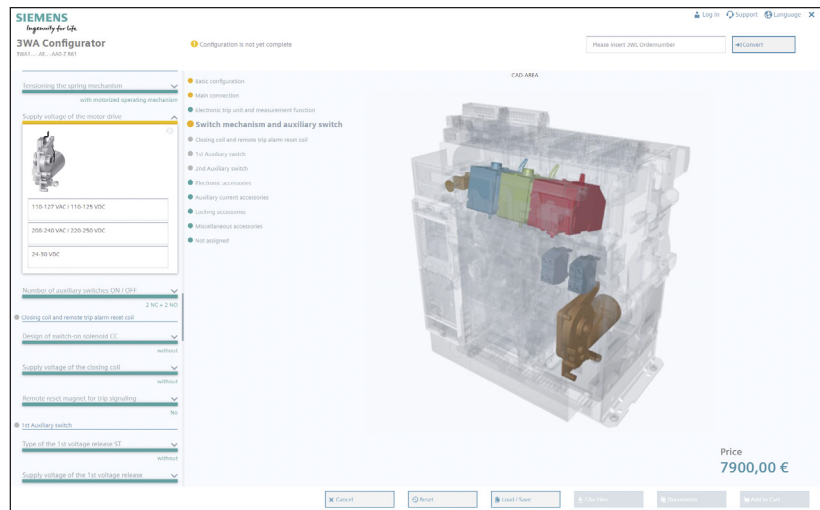 SIEMENS
Ingenuity for life
Log in Support Language
3WA Configurator
Configuration is not yet complete
Please insert 3WL Ordernumber
Convert
Tensioning the spring mechanism
with motorized operating mechanism
Supply voltage of the motor drive
110-127 VAC / 110-125 VDC
200-240 VAC / 220-250 VDC
24-30 VDC
Number of auxiliary switches ON / OFF
2 NC + 2 NO
Closing coil and remote trip alarm reset coil
Design of switch-on solenoid CC
without
Supply voltage of the closing coil
without
Remote reset magnet for trip signaling
No
1st Auxiliary switch
Type of the 1st voltage release ST
without
Supply voltage of the 1st voltage release
Basic configuration
Main connection
Electronic trip unit and measurement function
Switch mechanism and auxiliary switch
Closing coil and remote trip alarm reset coil
1st Auxiliary switch
2nd Auxiliary switch
Electronic accessories
Auxiliary current accessories
Locking accessories
Miscellaneous accessories
Not assigned
CAD-AREA
Price
7900,00 €
Cancel
Reset
Load / Save
CAx Files
Documents
Add to Cart